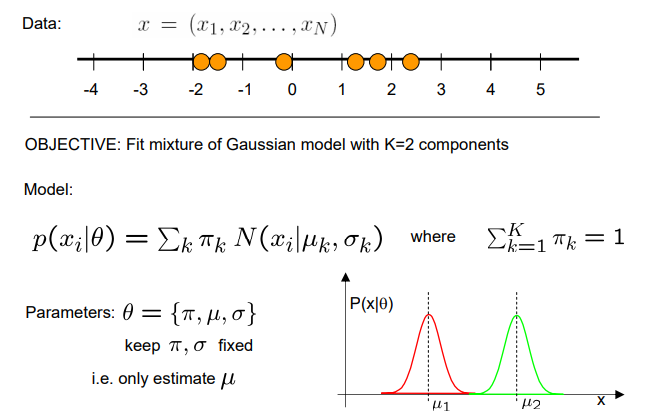 Data: x = (x₁, x₂, . . . , x_N)
-4 -3 -2 -1 0 1 2 3 4 5
OBJECTIVE: Fit mixture of Gaussian model with K=2 components
Model:
p(xᵢ|θ) = ∑ₖ πₖ N(xᵢ|μₖ, σₖ) where ∑ᴷₖ₌₁ πₖ = 1
Parameters: θ = {π, μ, σ}
keep π, σ fixed
i.e. only estimate μ
P(x|θ)
μ₁ μ₂ x